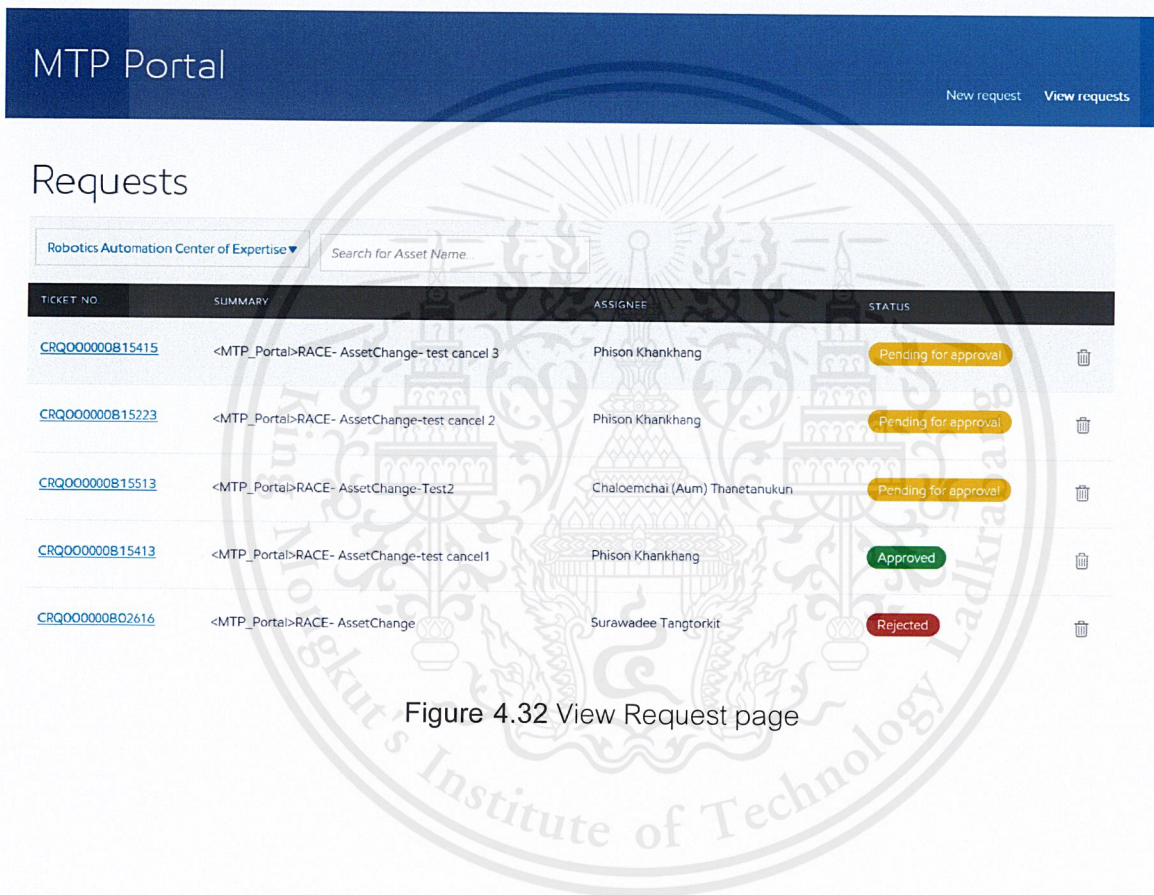 MTP Portal
New request View requests
Requests
Robotics Automation Center of Expertise▼ Search for Asset Name...
TICKET NO. SUMMARY ASSIGNEE STATUS
CRQ000000815415 <MTP_Portal>RACE- AssetChange- test cancel 3 Phison Khankhang Pending for approval
CRQ000000815223 <MTP_Portal>RACE- AssetChange-test cancel 2 Phison Khankhang Pending for approval
CRQ000000815513 <MTP_Portal>RACE- AssetChange-Test2 Chaloemchai (Aum) Thanetanukun Pending for approval
CRQ000000815413 <MTP_Portal>RACE- AssetChange-test cancel1 Phison Khankhang Approved
CRQ000000802616 <MTP_Portal>RACE- AssetChange Surawadee Tangtorkit Rejected
Figure 4.32 View Request page
King Mongkut's Institute of Technology Ladkrabang